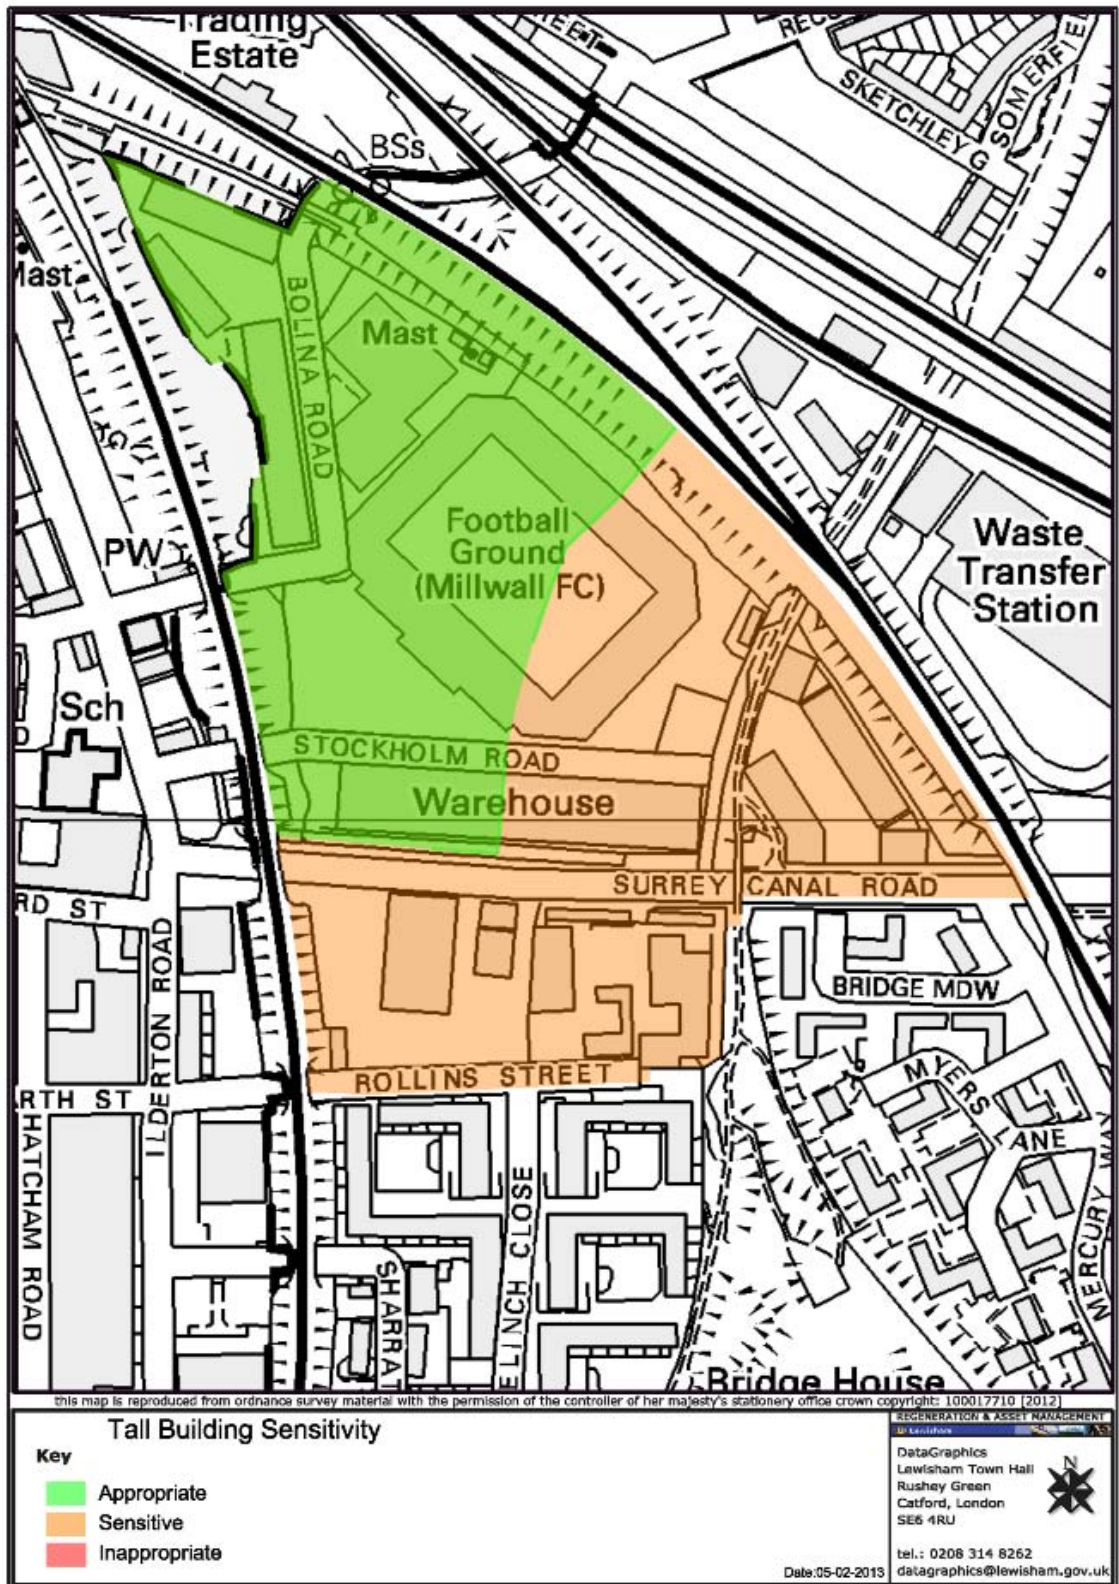 Trading
Estate
STREET
SKETCHLEY G
SOMERFIE
BSs
Mast
BOLINA ROAD
Mast
Football
Ground
(Millwall FC)
PW
Waste
Transfer
Station
Sch
STOCKHOLM ROAD
Warehouse
SURREY CANAL ROAD
RD ST
ILDERTON ROAD
BRIDGE MDW
ROLLINS STREET
MYERS LANE
RTH ST
HATCHAM ROAD
ELINCH CLOSE
SHARRAT
MERCURY WA
Bridge House
this map is reproduced from ordnance survey material with the permission of the controller of her majesty's stationery office crown copyright: 100017710 [2012]
Tall Building Sensitivity
Key
Appropriate
Sensitive
Inappropriate
Date:05-02-2013
REGENERATION & ASSET MANAGEMENT
Lewisham
DataGraphics
Lewisham Town Hall
Rushey Green
Catford, London
SE6 4RU
N
tel.: 0208 314 8262
datagraphics@lewisham.gov.uk